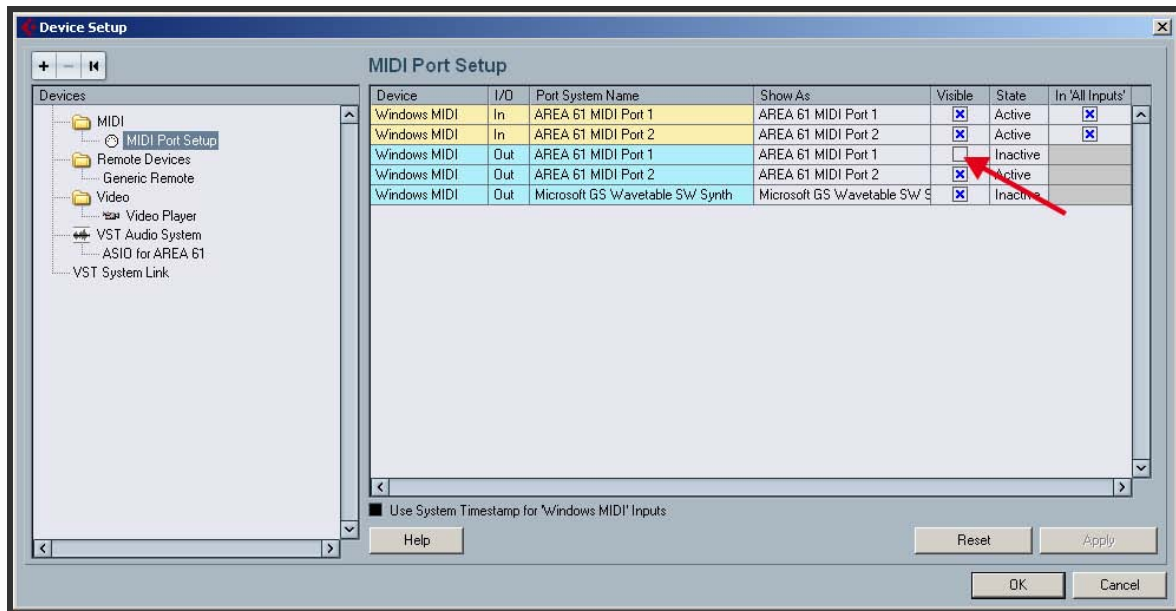 Device Setup
MIDI Port Setup
Devices
MIDI
MIDI Port Setup
Remote Devices
Generic Remote
Video
Video Player
VST Audio System
ASIO for AREA 61
VST System Link
Device I/O Port System Name Show As Visible State In 'All Inputs'
Windows MIDI In AREA 61 MIDI Port 1 AREA 61 MIDI Port 1 Active
Windows MIDI In AREA 61 MIDI Port 2 AREA 61 MIDI Port 2 Active
Windows MIDI Out AREA 61 MIDI Port 1 AREA 61 MIDI Port 1 Inactive
Windows MIDI Out AREA 61 MIDI Port 2 AREA 61 MIDI Port 2 Active
Windows MIDI Out Microsoft GS Wavetable SW Synth Microsoft GS Wavetable SW S Inactive
Use System Timestamp for 'Windows MIDI' Inputs
Help Reset Apply
OK Cancel